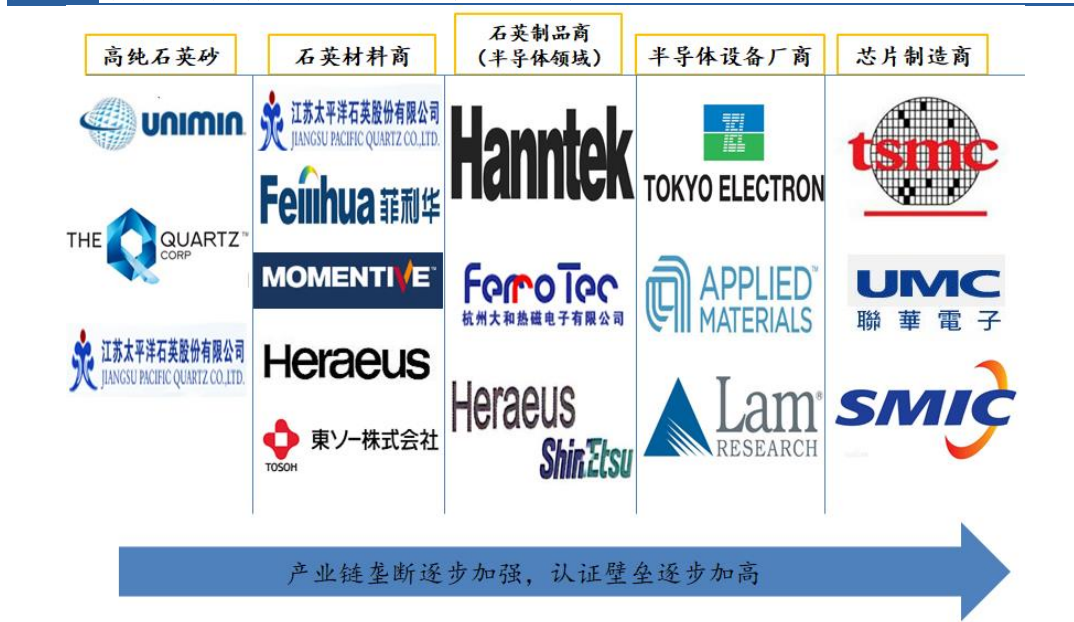 高纯石英砂
石英材料商
石英制品商
（半导体领域）
半导体设备厂商
芯片制造商
unimin
THE QUARTZ™
CORP
江苏太平洋石英股份有限公司
JIANGSU PACIFIC QUARTZ CO.,LTD.
江苏太平洋石英股份有限公司
JIANGSU PACIFIC QUARTZ CO.,LTD.
Feilihua 菲利华
MOMENTIVE™
Heraeus
東ソー株式会社
TOSOH
Hanntek
FerroTec
杭州大和热磁电子有限公司
Heraeus
ShinEtsu
TEL
TOKYO ELECTRON
APPLIED™
MATERIALS
Lam®
RESEARCH
tsmc
UMC
聯華電子
SMIC
产业链垄断逐步加强，认证壁垒逐步加高